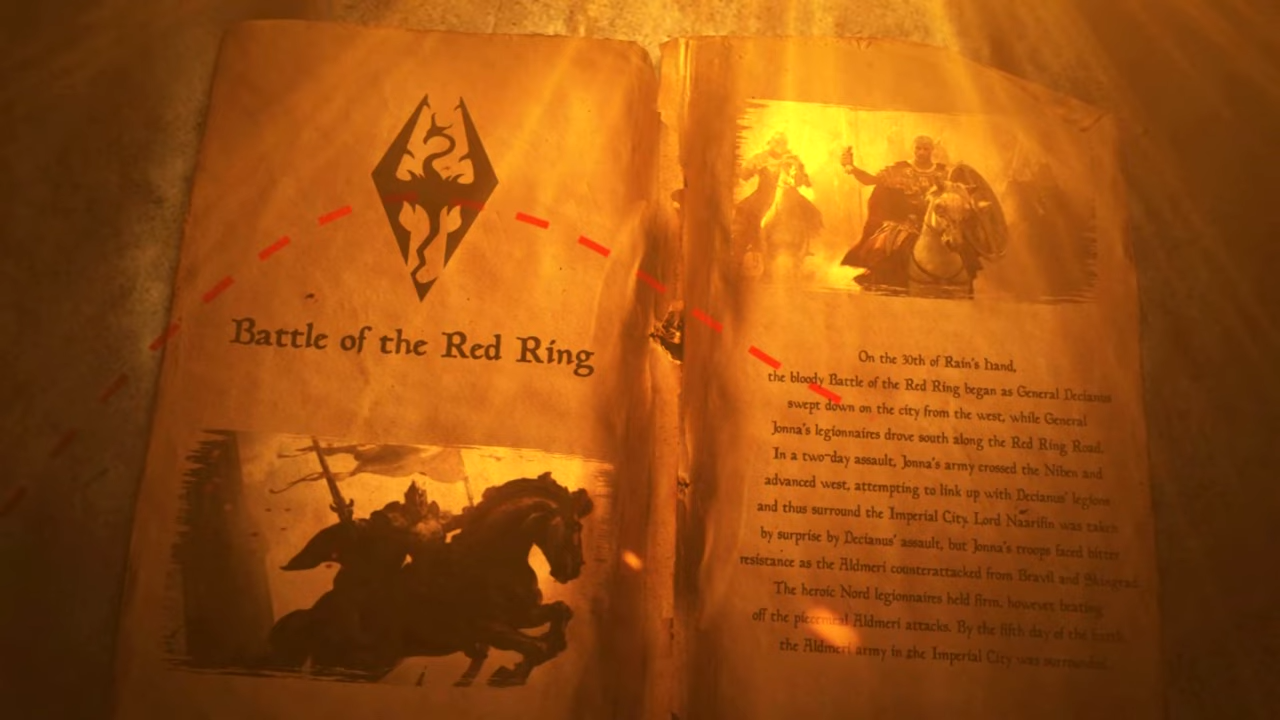 Battle of the Red Ring
On the 30th of Rain's hand,
the bloody Battle of the Red Ring began as General Decianus
swept down on the city from the west, while General
Jonna's legionnaires drove south along the Red Ring Road.
In a two-day assault, Jonna's army crossed the Niben and
advanced west, attempting to link up with Decianus' legions
and thus surround the Imperial City. Lord Naarifin was taken
by surprise by Decianus' assault, but Jonna's troops faced bitter
resistance as the Aldmeri counterattacked from Bravil and Skingrad.
The heroic Nord legionnaires held firm, however beating
off the piecemeal Aldmeri attacks. By the fifth day of the battle,
the Aldmeri army in the Imperial City was surrounded.